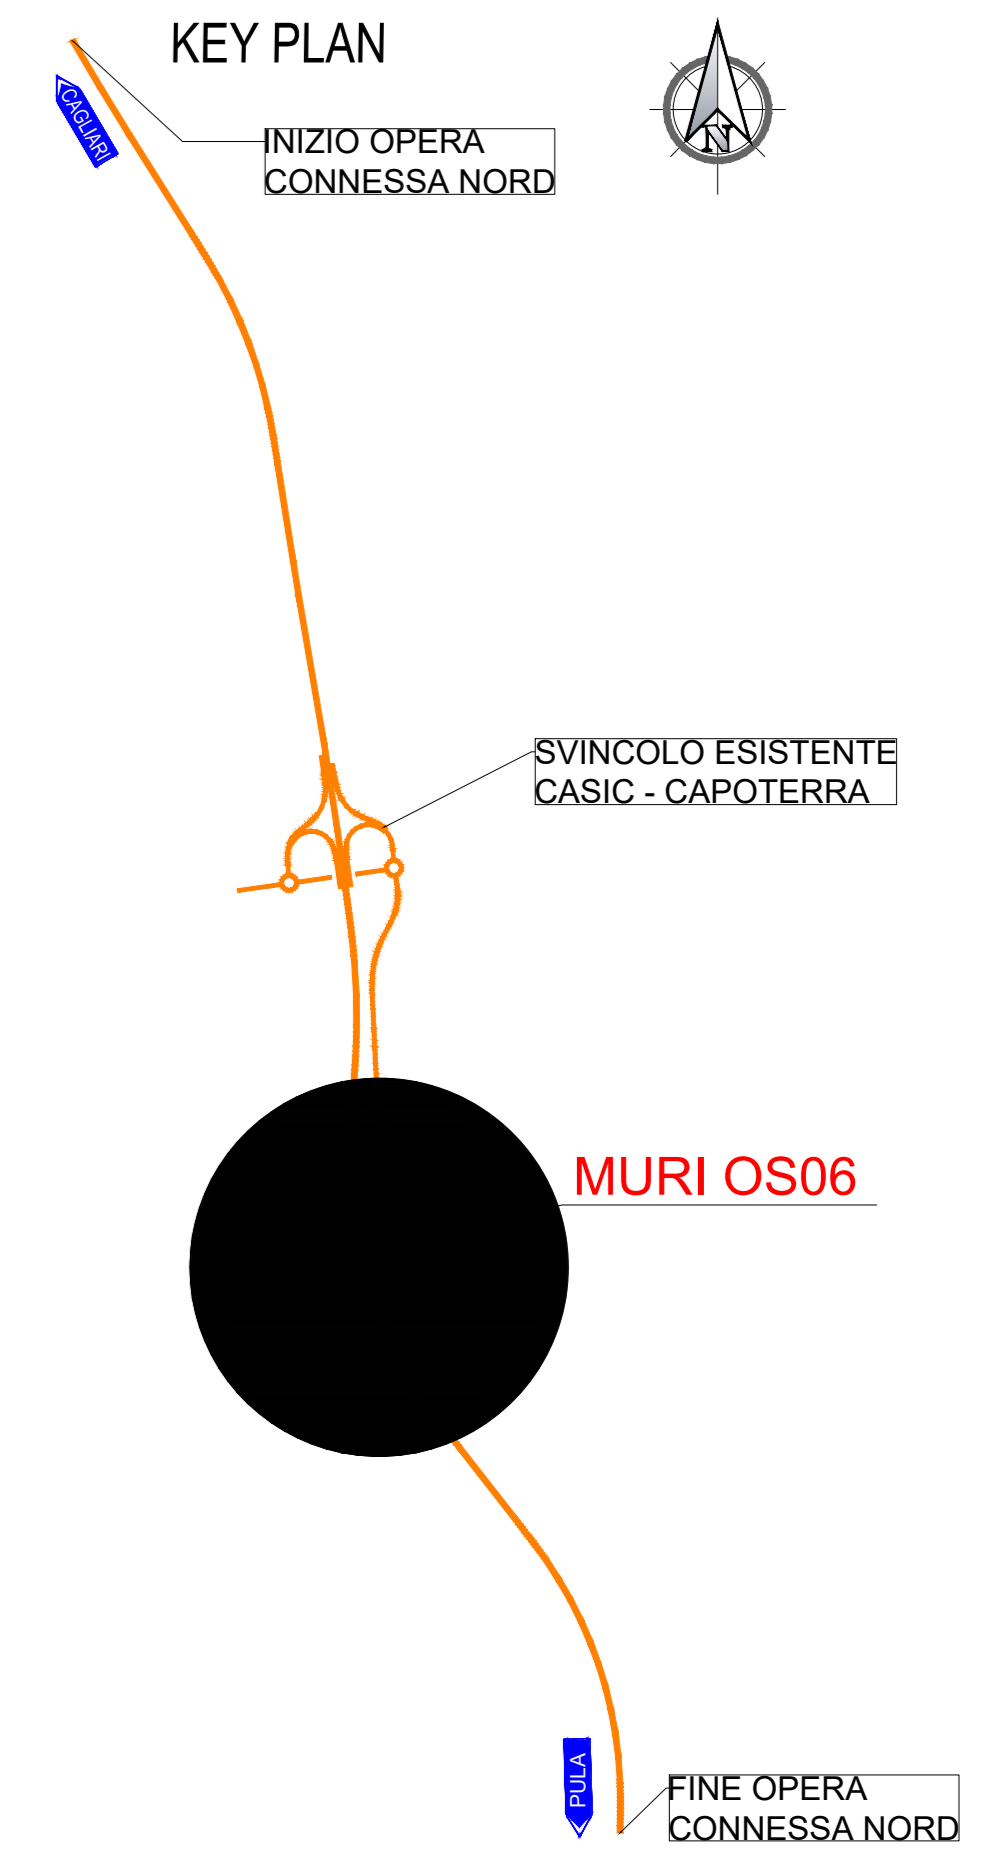 KEY PLAN
CAGLIARI
INIZIO OPERA
CONNESSA NORD
N
SVINCOLO ESISTENTE
CASIC - CAPOTERRA
MURI OS06
PULA
FINE OPERA
CONNESSA NORD